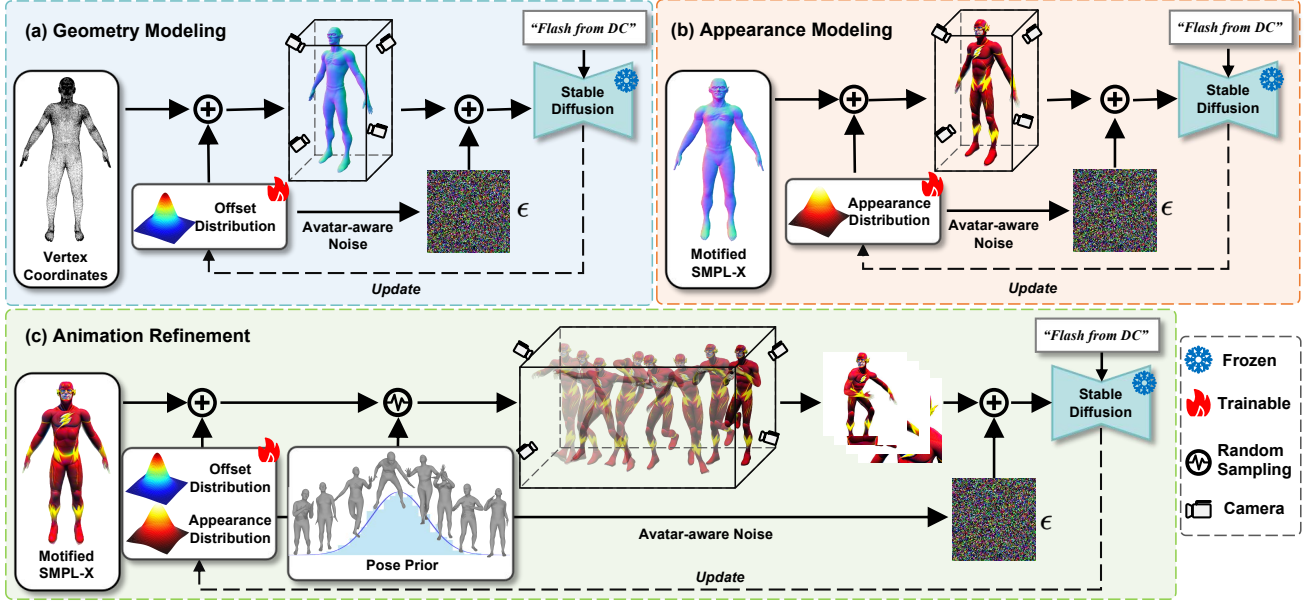 (a) Geometry Modeling
"Flash from DC"
Stable
Diffusion
Offset
Distribution
Avatar-aware
Noise
ϵ
Vertex
Coordinates
Update
(b) Appearance Modeling
"Flash from DC"
Stable
Diffusion
Appearance
Distribution
Avatar-aware
Noise
ϵ
Motified
SMPL-X
Update
(c) Animation Refinement
"Flash from DC"
Stable
Diffusion
Offset
Distribution
Appearance
Distribution
Pose Prior
Avatar-aware Noise
ϵ
Motified
SMPL-X
Update
Frozen
Trainable
Random
Sampling
Camera